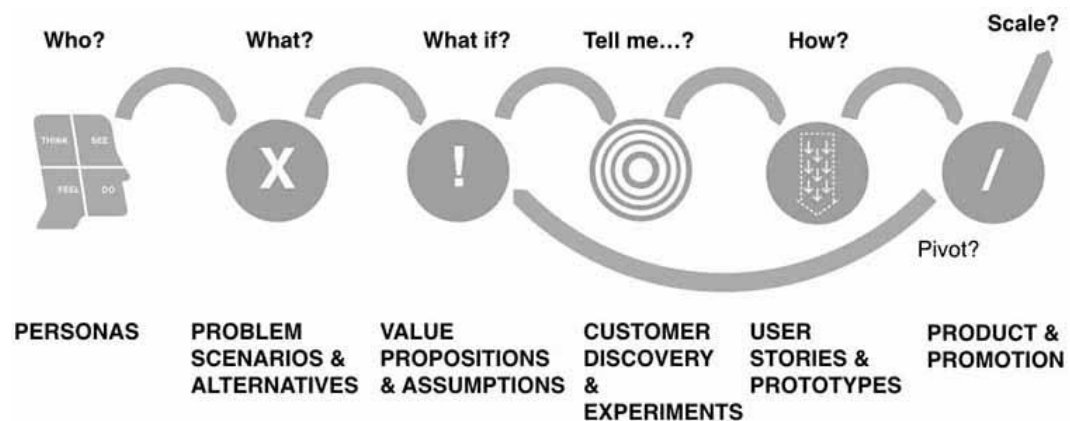 Who?
What?
What if?
Tell me...?
How?
Scale?
THINK
SEE
FEEL
DO
X
!
/
Pivot?
PERSONAS
PROBLEM
SCENARIOS &
ALTERNATIVES
VALUE
PROPOSITIONS
& ASSUMPTIONS
CUSTOMER
DISCOVERY
&
EXPERIMENTS
USER
STORIES &
PROTOTYPES
PRODUCT &
PROMOTION